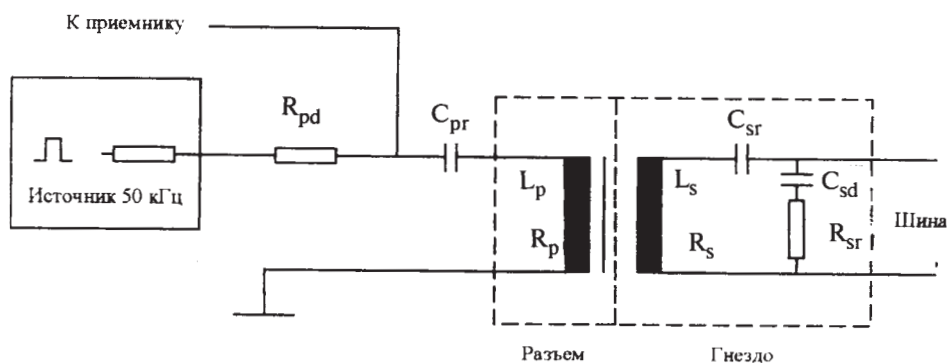 К приемнику
R_pd
C_pr
C_sr
Источник 50 кГц
L_p
R_p
L_s
R_s
C_sd
R_sr
Шина
Разъем
Гнездо